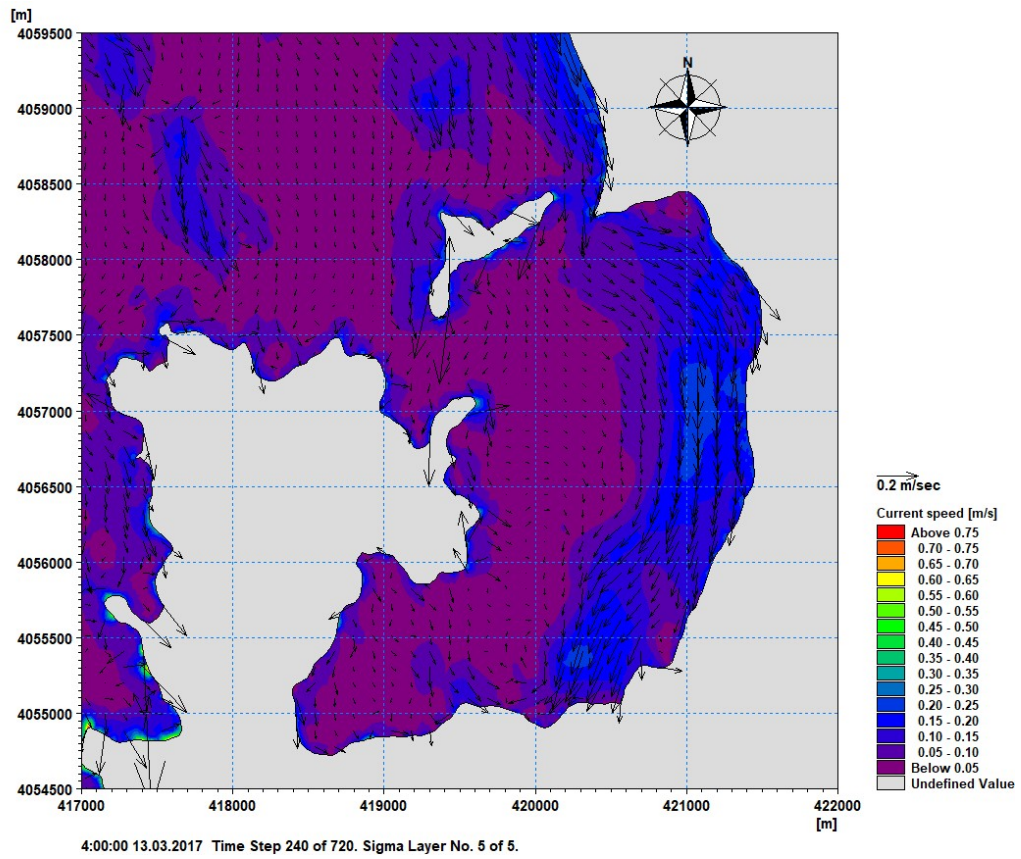 [m]
4059500
4059000
4058500
4058000
4057500
4057000
4056500
4056000
4055500
4055000
4054500
417000 418000 419000 420000 421000 422000
[m]
N
0.2 m/sec
Current speed [m/s]
Above 0.75
0.70 - 0.75
0.65 - 0.70
0.60 - 0.65
0.55 - 0.60
0.50 - 0.55
0.45 - 0.50
0.40 - 0.45
0.35 - 0.40
0.30 - 0.35
0.25 - 0.30
0.20 - 0.25
0.15 - 0.20
0.10 - 0.15
0.05 - 0.10
Below 0.05
Undefined Value
4:00:00 13.03.2017 Time Step 240 of 720. Sigma Layer No. 5 of 5.